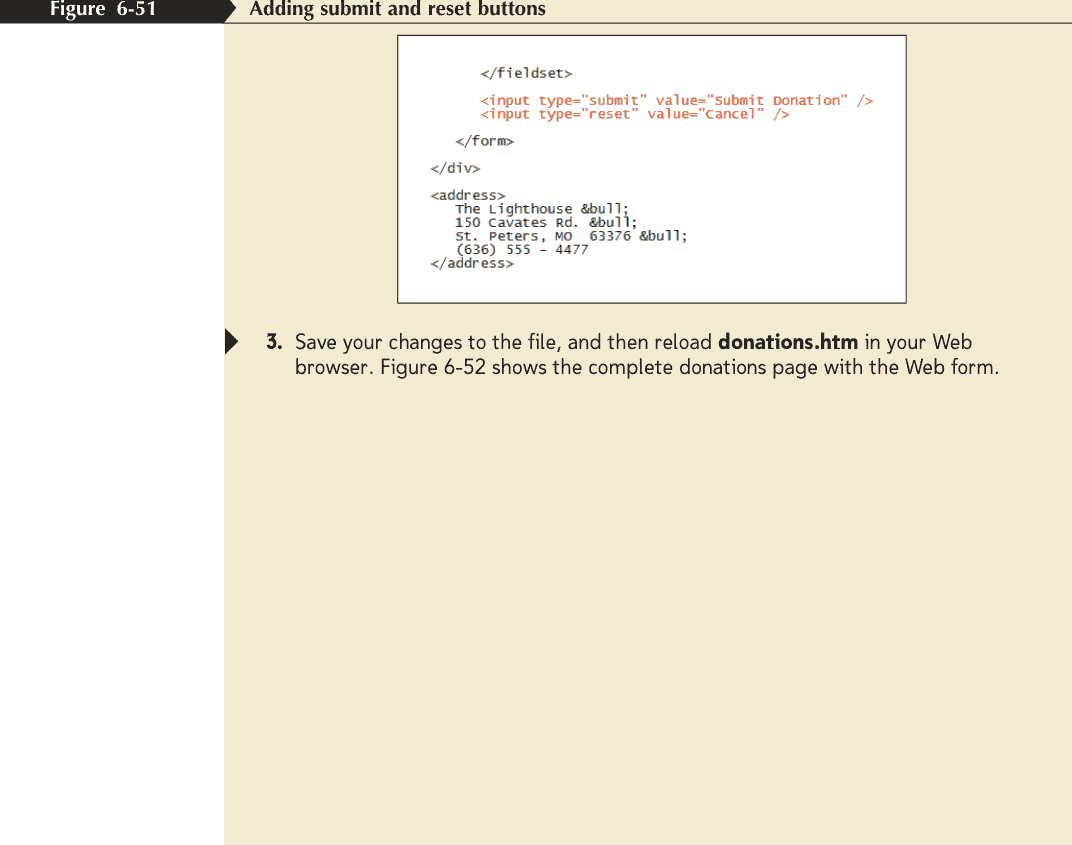 Figure 6-51 Adding submit and reset buttons
</fieldset>
<input type="submit" value="Submit Donation" />
<input type="reset" value="Cancel" />
</form>
</div>
<address>
The Lighthouse &bull;
150 Cavates Rd. &bull;
St. Peters, MO  63376 &bull;
(636) 555 - 4477
</address>
3. Save your changes to the file, and then reload donations.htm in your Web
browser. Figure 6-52 shows the complete donations page with the Web form.